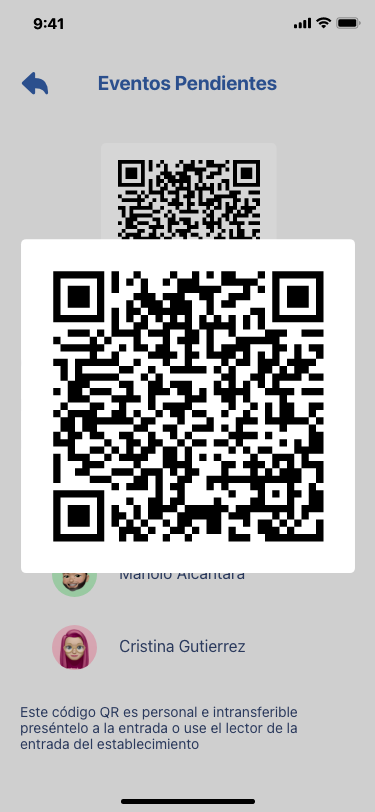 9:41
Eventos Pendientes
Manolo Alcántara
Cristina Gutierrez
Este código QR es personal e intransferible
preséntelo a la entrada o use el lector de la
entrada del establecimiento